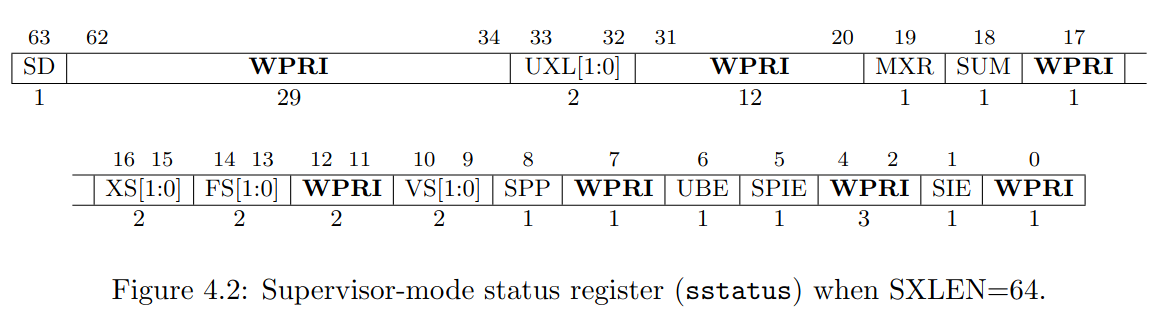 63 62 34 33 32 31 20 19 18 17
SD WPRI UXL[1:0] WPRI MXR SUM WPRI
1 29 2 12 1 1 1
16 15 14 13 12 11 10 9 8 7 6 5 4 2 1 0
XS[1:0] FS[1:0] WPRI VS[1:0] SPP WPRI UBE SPIE WPRI SIE WPRI
2 2 2 2 1 1 1 1 3 1 1
Figure 4.2: Supervisor-mode status register (sstatus) when SXLEN=64.